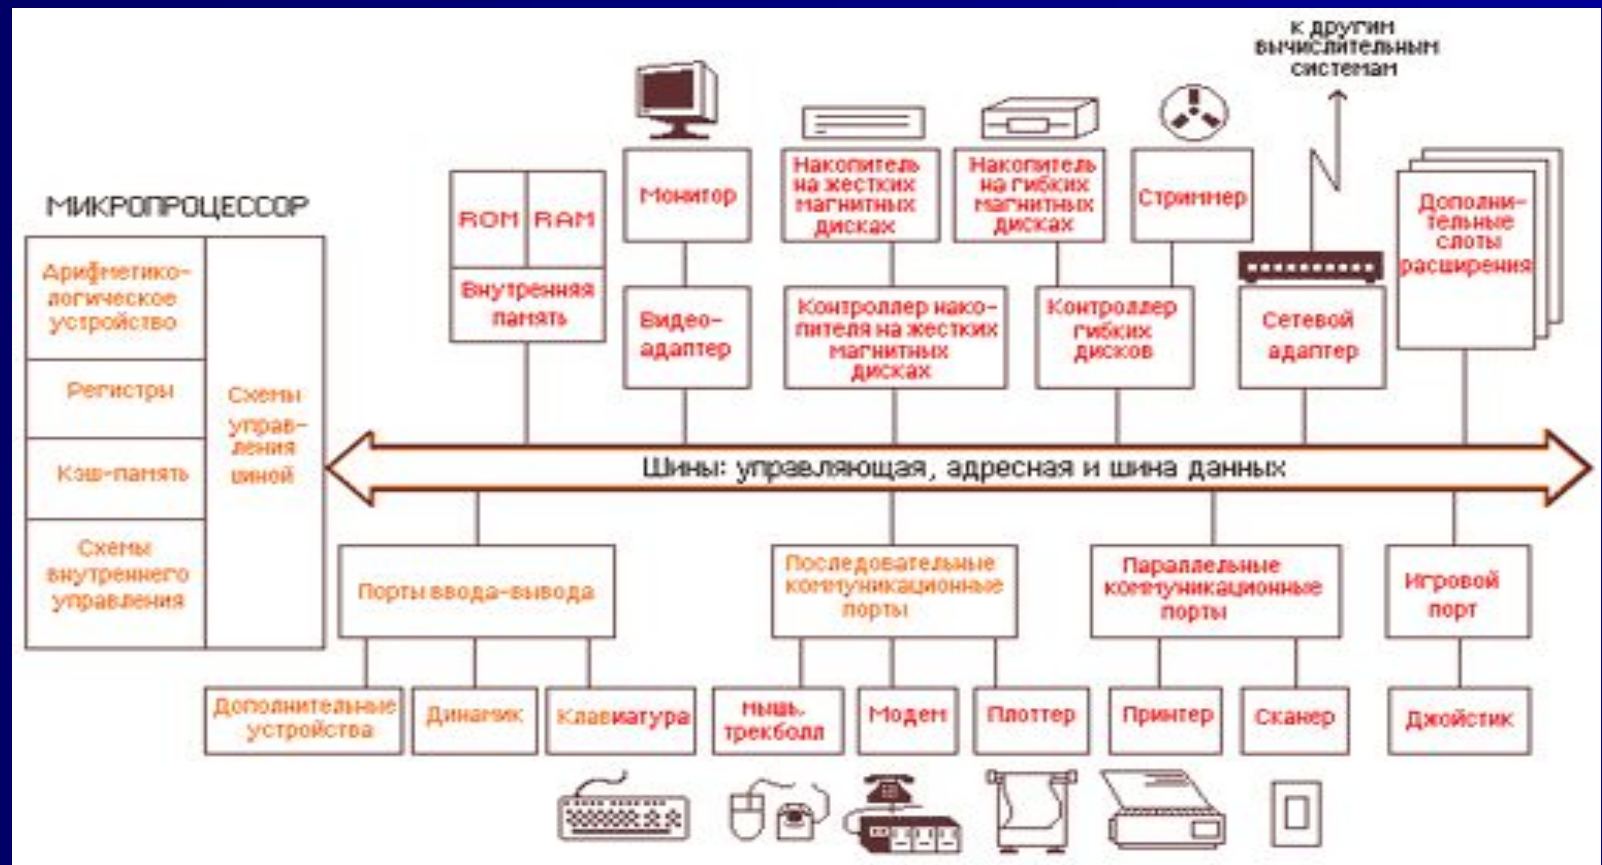 к другим
вычислительным
системам
МИКРОПРОЦЕССОР
Арифметико-
логическое
устройство
Регистры
Кэш-память
Схемы
внутреннего
управления
Схемы
управ-
ления
шиной
ROM RAM
Внутренняя
память
Монитор
Видео-
адаптер
Накопитель
на жестких
магнитных
дисках
Контроллер нако-
пителя на жестких
магнитных
дисках
Накопитель
на гибких
магнитных
дисках
Стриммер
Контроллер
гибких
дисков
Сетевой
адаптер
Дополни-
тельные
слоты
расширения
Шины: управляющая, адресная и шина данных
Порты ввода-вывода
Дополнительные
устройства
Динамик
Клавиатура
Последовательные
коммуникационные
порты
мышь,
трекболл
Модем
Плоттер
Параллельные
коммуникационные
порты
Принтер
Сканер
Игровой
порт
Джойстик